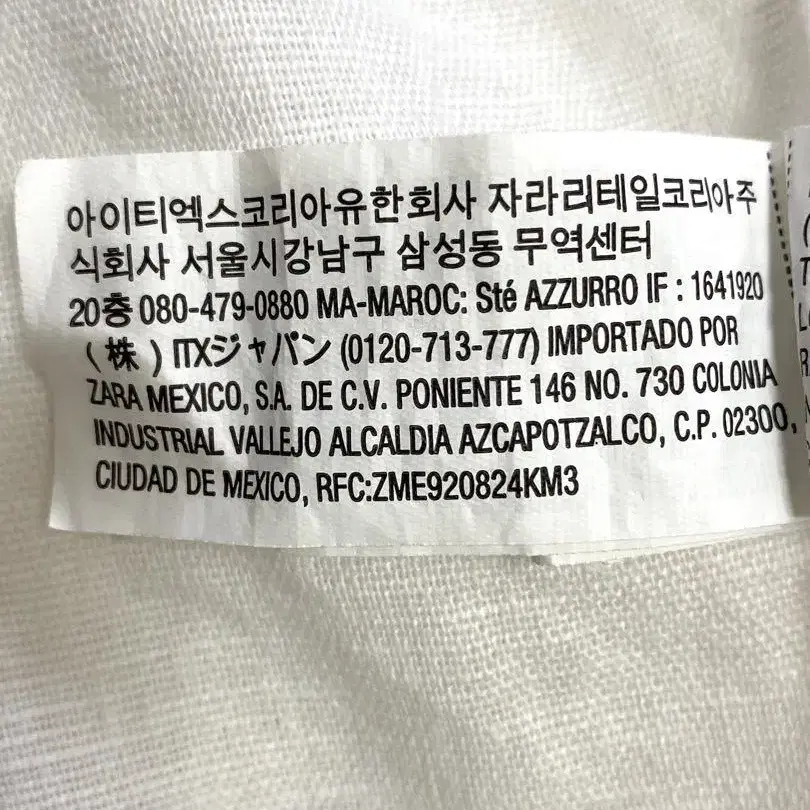 아이티엑스코리아유한회사 자라리테일코리아주
식회사 서울시강남구 삼성동 무역센터
20층 080-479-0880 MA-MAROC: Sté AZZURRO IF : 1641920
(株) ITXジャパン (0120-713-777) IMPORTADO POR
ZARA MEXICO, S.A. DE C.V. PONIENTE 146 NO. 730 COLONIA
INDUSTRIAL VALLEJO ALCALDIA AZCAPOTZALCO, C.P. 02300,
CIUDAD DE MEXICO, RFC:ZME920824KM3